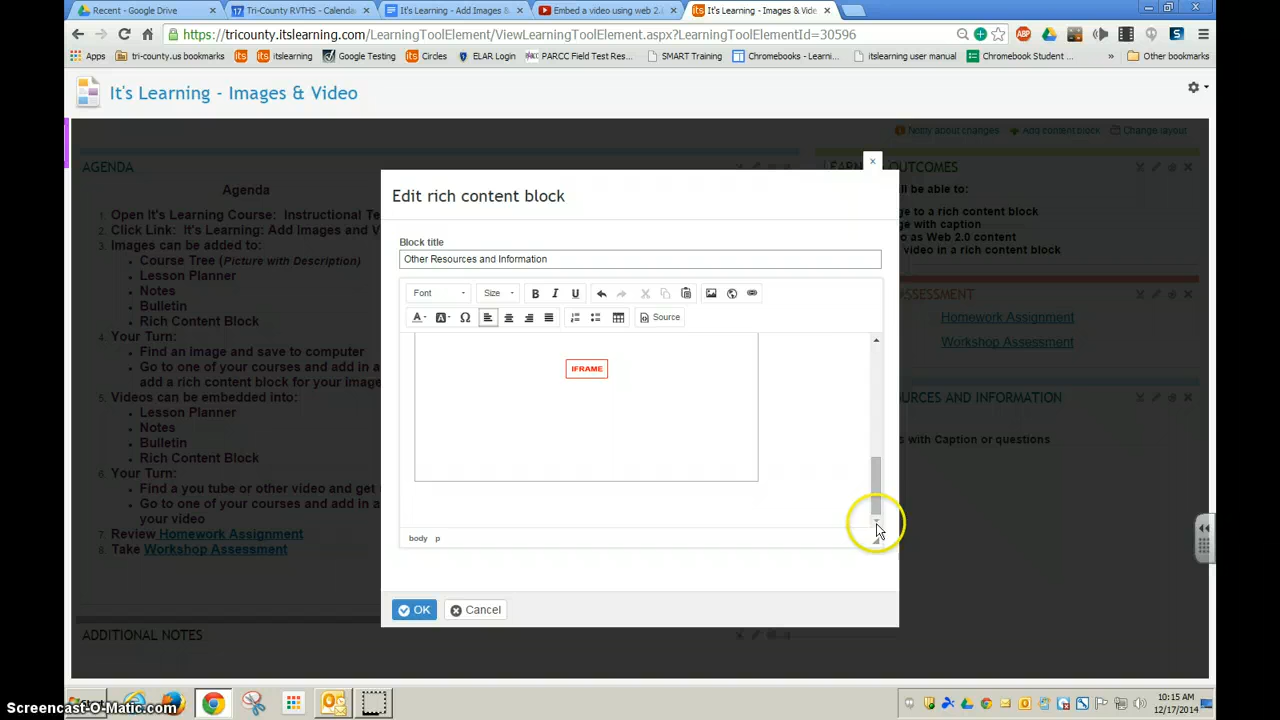 Recent - Google Drive
Tri-County RVTHS - Calenda
It's Learning - Add Images &
Embed a video using web 2.
It's Learning - Images & Vide
https://tricounty.itslearning.com/LearningToolElement/ViewLearningToolElement.aspx?LearningToolElementId=30596
Apps
tri-county.us bookmarks
itslearning
Google Testing
Circles
ELAR Login
PARCC Field Test Res...
SMART Training
Chromebooks - Learni...
itslearning user manual
Chromebook Student ...
»
Other bookmarks
It's Learning - Images & Video
Notify about changes
Add content block
Change layout
AGENDA
Agenda
1. Open It's Learning Course: Instructional Te
2. Click Link: It's Learning: Add Images and V
3. Images can be added to:
• Course Tree (Picture with Description)
• Lesson Planner
• Notes
• Bulletin
• Rich Content Block
4. Your Turn:
• Find an image and save to computer
• Go to one of your courses and add in a
add a rich content block for your image
5. Videos can be embedded into:
• Lesson Planner
• Notes
• Bulletin
• Rich Content Block
6. Your Turn:
• Find a you tube or other video and get
• Go to one of your courses and add in a
your video
7. Review Homework Assignment
8. Take Workshop Assessment
ADDITIONAL NOTES
Edit rich content block
Block title
Other Resources and Information
Font
Size
B I U
Source
IFRAME
body p
OK
Cancel
LEARN
OUTCOMES
ll be able to:
ge to a rich content block
ge with caption
o as Web 2.0 content
video in a rich content block
ASSESSMENT
Homework Assignment
Workshop Assessment
URCES AND INFORMATION
s with Caption or questions
Screencast-O-Matic.com
10:15 AM
12/17/2014